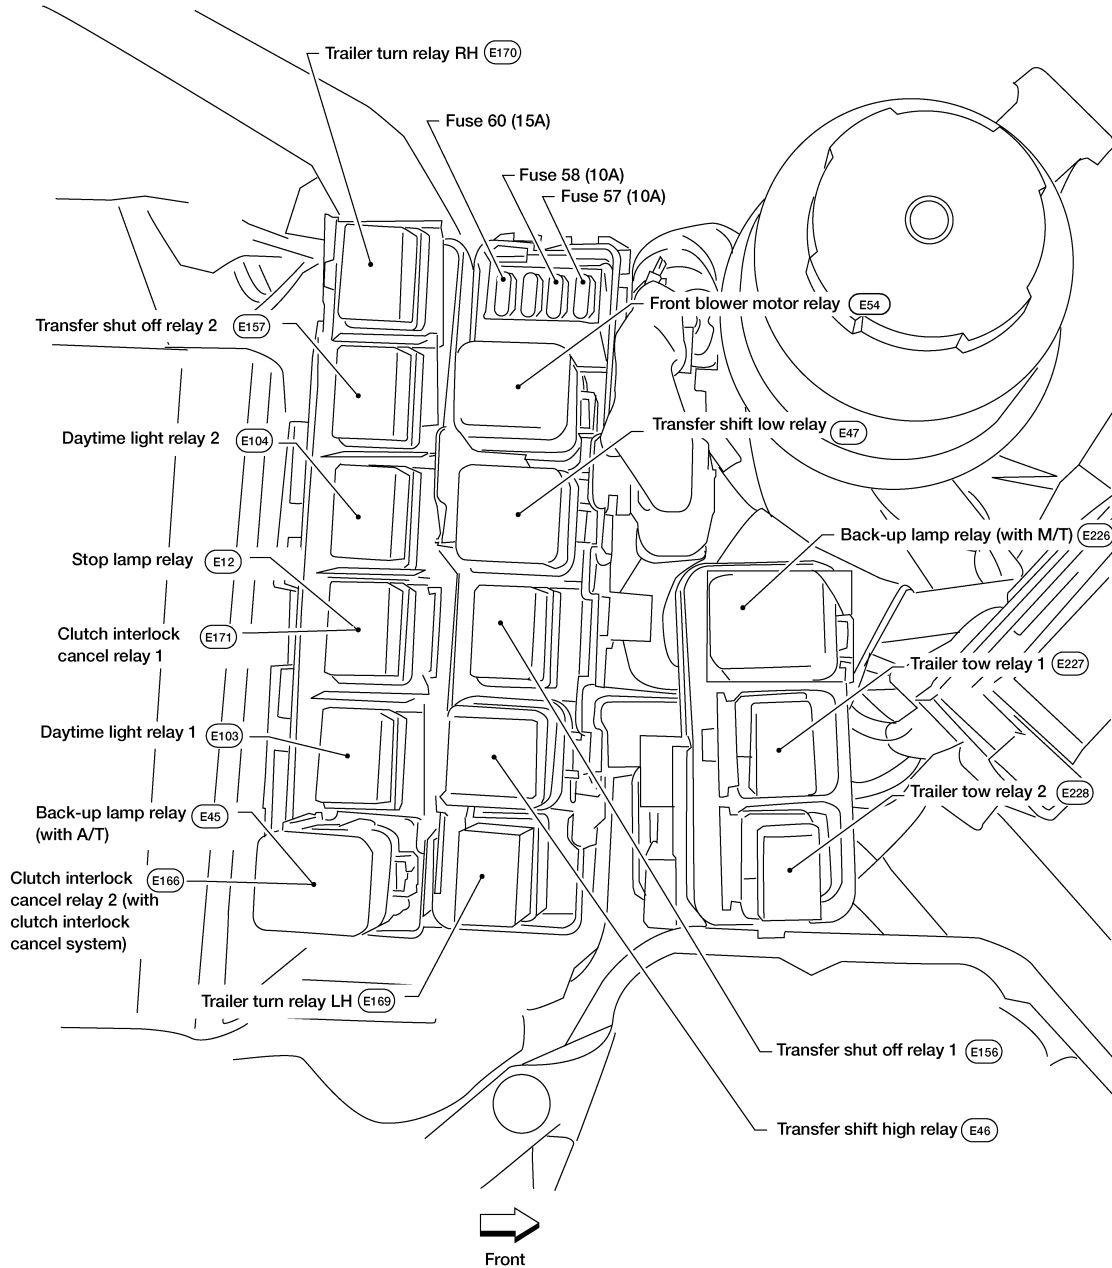 Trailer turn relay RH E170
Fuse 60 (15A)
Fuse 58 (10A)
Fuse 57 (10A)
Front blower motor relay E54
Transfer shut off relay 2 E157
Transfer shift low relay E47
Daytime light relay 2 E104
Back-up lamp relay (with M/T) E226
Stop lamp relay E12
Clutch interlock E171
cancel relay 1
Trailer tow relay 1 E227
Daytime light relay 1 E103
Trailer tow relay 2 E228
Back-up lamp relay E45
(with A/T)
Clutch interlock E166
cancel relay 2 (with
clutch interlock
cancel system)
Trailer turn relay LH E169
Transfer shut off relay 1 E156
Transfer shift high relay E46
Front